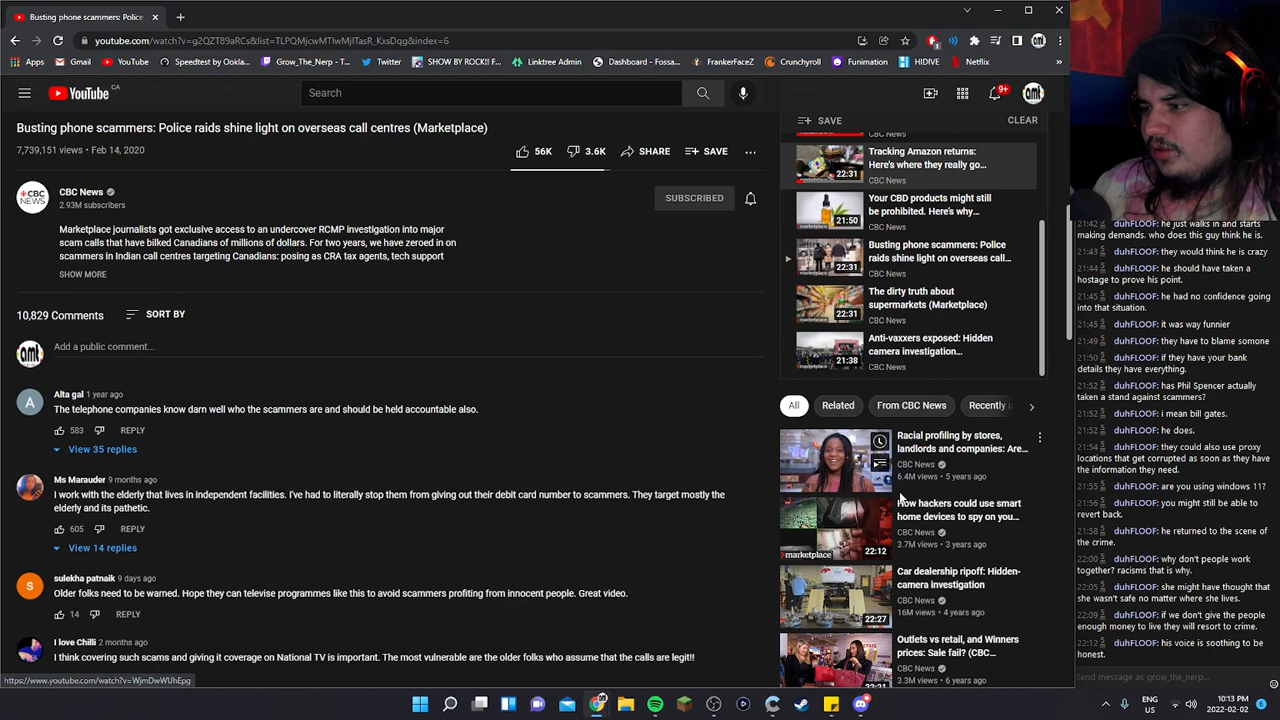 Busting phone scammers: Police
youtube.com/watch?v=g2QZT89aRCs&list=TLPQMjcwMTIwMjITasR_KxsDqg&index=6
1
Apps Gmail YouTube Speedtest by Ookla... Grow_The_Nerp - T... Twitter SHOW BY ROCK!! F... Linktree Admin Dashboard - Fossa... FrankerFaceZ Crunchyroll Funimation HIDIVE Netflix »
YouTube CA
Search
9+
amt
Busting phone scammers: Police raids shine light on overseas call centres (Marketplace)
7,739,151 views • Feb 14, 2020
56K 3.6K SHARE SAVE ...
CBC NEWS
CBC News
2.93M subscribers
SUBSCRIBED
Marketplace investigation got exclusive access to an undercover RCMP investigation into major
scam calls that have billed Canadians of millions of dollars. For two years, we have zeroed in on
scammers in Indian call centres targeting Canadians: posing as CRA tax agents, tech support
SHOW MORE
10,829 Comments SORT BY
amt
Add a public comment...
A
Alta gal 1 year ago
The telephone companies know darn well who the scammers are and should be held accountable also.
583 REPLY
View 35 replies
Ms Marauder 9 months ago
I work with the elderly that lives in independent facilities. I've had to literally stop them from giving out their debit card number to scammers. They target mostly the
elderly and its pathetic.
605 REPLY
View 14 replies
S
sulekha patnaik 9 days ago
Older folks need to be warned. Hope they can televise programmes like this to avoid scammers profiting from innocent people. Great video.
14 REPLY
I love Chilli 2 months ago
I think covering such scams and giving it coverage on National TV is important. The most vulnerable are the older folks who assume that the calls are legit!!
https://www.youtube.com/watch?v=WjmDwWUhEpg
SAVE CLEAR
CBC News
Tracking Amazon returns:
Here's where they really go...
CBC News
22:31
Your CBD products might still
be prohibited. Here's why...
CBC News
21:50
Busting phone scammers: Police
raids shine light on overseas call...
CBC News
22:31
The dirty truth about
supermarkets (Marketplace)
CBC News
22:31
Anti-vaxxers exposed: Hidden
camera investigation...
CBC News
21:38
All Related From CBC News Recently u
Racial profiling by stores,
landlords and companies: Are...
CBC News
6.4M views • 5 years ago
How hackers could use smart
home devices to spy on you...
CBC News
3.7M views • 3 years ago
marketplace 22:12
Car dealership ripoff: Hidden-
camera investigation
CBC News
16M views • 4 years ago
22:27
Outlets vs retail, and Winners
prices: Sale fail? (CBC...
CBC News
3.3M views • 6 years ago
22:31
21:42 duhFLOOF: he just walks in and starts
making demands. who does this guy think he is.
21:43 duhFLOOF: they would think he is crazy
21:44 duhFLOOF: he should have taken a
hostage to prove his point.
21:45 duhFLOOF: he had no confidence going
into that situation.
21:45 duhFLOOF: it was way funnier
21:49 duhFLOOF: they have to blame someone
21:50 duhFLOOF: if they have your bank
details they have everything.
21:52 duhFLOOF: has Phil Spencer actually
taken a stand against scammers?
21:52 duhFLOOF: i mean bill gates.
21:52 duhFLOOF: he does.
21:54 duhFLOOF: they could also use proxy
locations that get corrupted as soon as they have
the information they need.
21:55 duhFLOOF: are you using windows 11?
21:55 duhFLOOF: you might still be able to
revert back.
21:58 duhFLOOF: he returned to the scene of
the crime.
22:00 duhFLOOF: why don't people work
together? racisms that is why.
22:05 duhFLOOF: she might have thought that
she wasn't safe no matter where she lives.
22:09 duhFLOOF: if we don't give the people
enough money to live they will resort to crime.
22:12 duhFLOOF: his voice is soothing to be
honest.
Send message as grow_the_nerp...
ENG
US
10:13 PM
2022-02-02
6